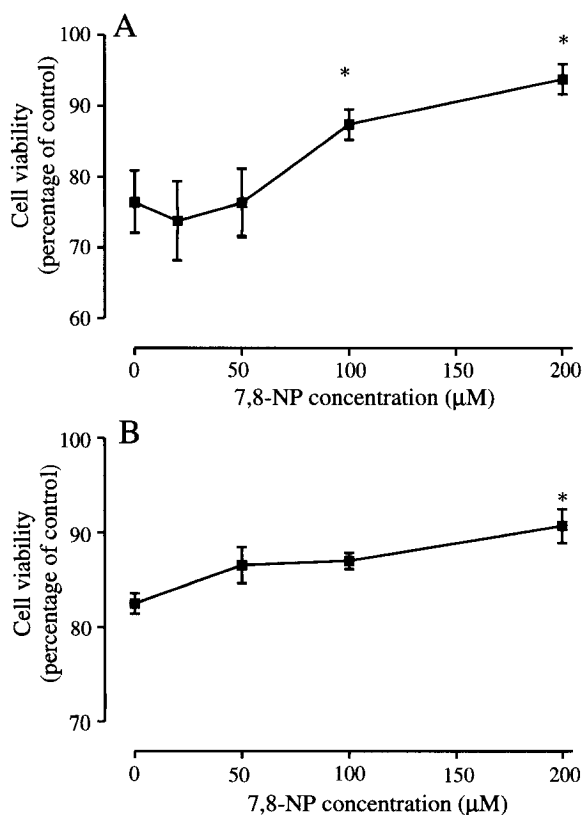 A
100
90
80
70
60
Cell viability
(percentage of control)
*
*
0
50
100
150
200
7,8-NP concentration (μM)
B
100
90
80
70
Cell viability
(percentage of control)
*
0
50
100
150
200
7,8-NP concentration (μM)